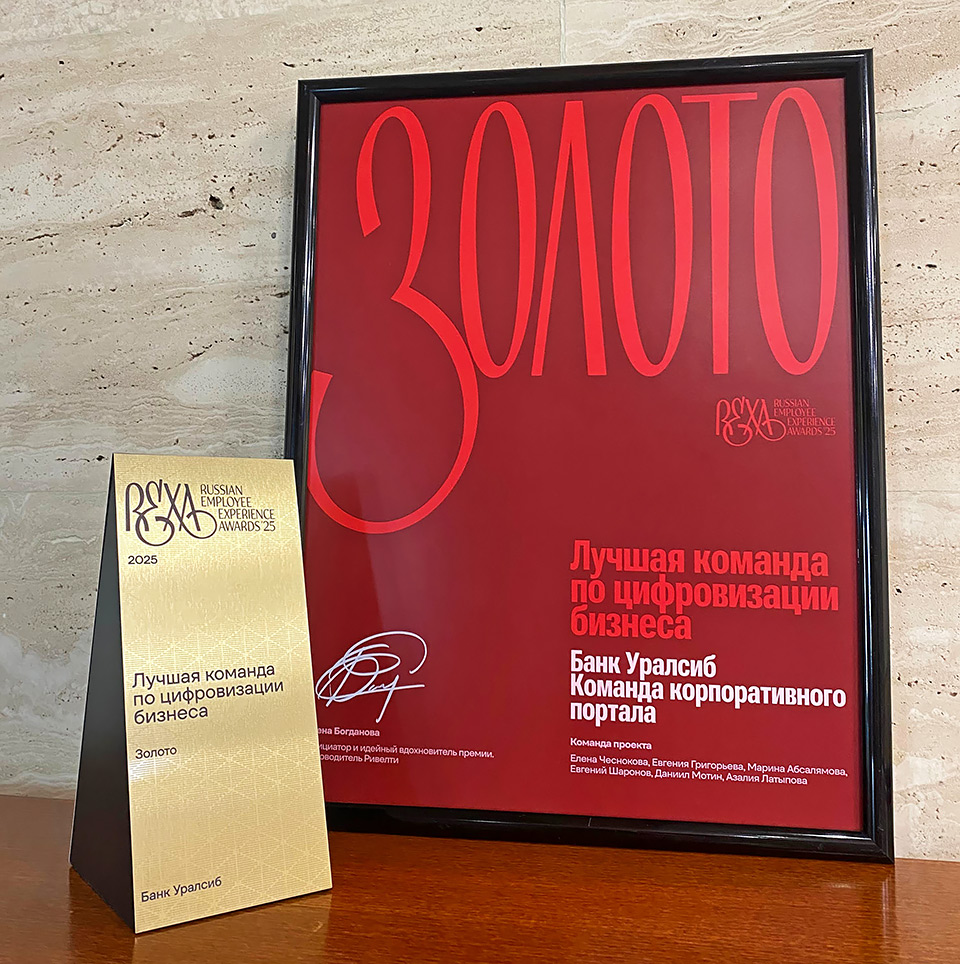 ЗОЛОТО
REXA RUSSIAN
EMPLOYEE
EXPERIENCE
AWARDS '25
Лучшая команда
по цифровизации
бизнеса
Банк Уралсиб
Команда корпоративного
портала
Команда проекта
Елена Чеснокова, Евгения Григорьева, Марина Абсалямова,
Евгений Шаронов, Даниил Мотин, Азалия Латыпова
Богданова
и идейный вдохновитель премии,
Ривелти
REXA RUSSIAN
EMPLOYEE
EXPERIENCE
AWARDS '25
2025
Лучшая команда
по цифровизации
бизнеса
Золото
Банк Уралсиб